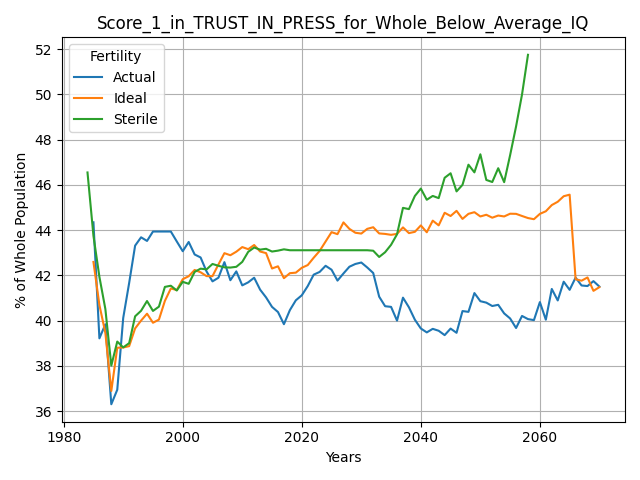 Score_1_in_TRUST_IN_PRESS_for_Whole_Below_Average_IQ
Fertility
Actual
Ideal
Sterile
% of Whole Population
52
50
48
46
44
42
40
38
36
1980
2000
2020
2040
2060
Years